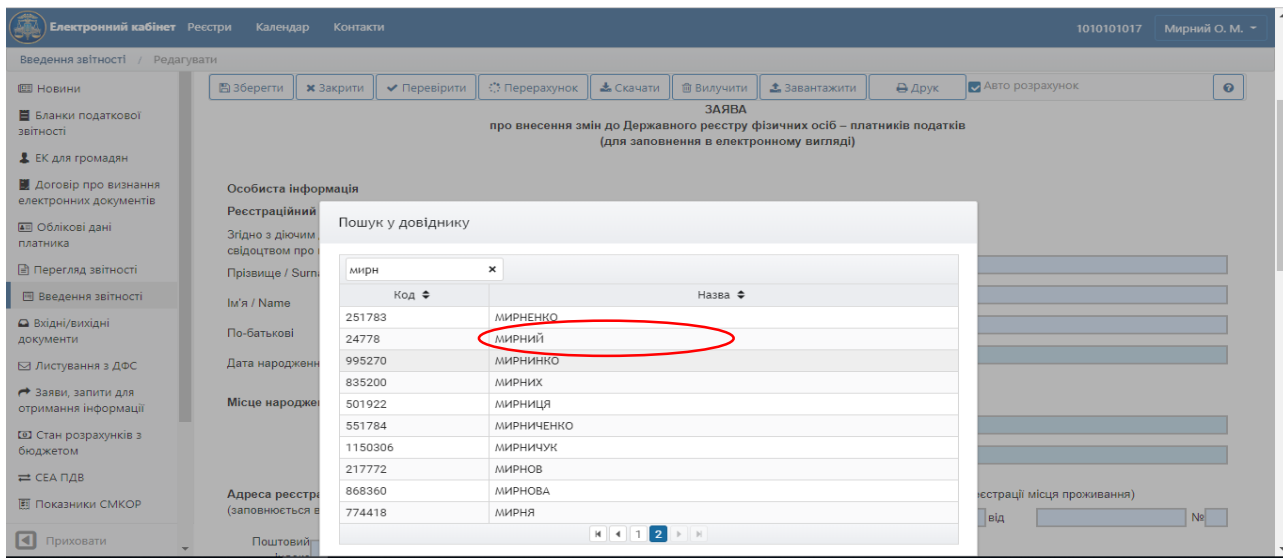 Електронний кабінет Реєстри Календар Контакти 1010101017 Мирний О. М.
Введення звітності / Редагувати
Новини
Бланки податкової
звітності
ЕК для громадян
Договір про визнання
електронних документів
Облікові дані
платника
Перегляд звітності
Введення звітності
Вхідні/вихідні
документи
Листування з ДФС
Заяви, запити для
отримання інформації
Стан розрахунків з
бюджетом
СЕА ПДВ
Показники СМКОР
Приховати
Зберегти Закрити Перевірити Перерахунок Скачати Вилучити Завантажити Друк Авто розрахунок
ЗАЯВА
про внесення змін до Державного реєстру фізичних осіб – платників податків
(для заповнення в електронному вигляді)
Особиста інформація
Реєстраційний
Згідно з діючим
свідоцтвом про
Прізвище / Surna
Ім'я / Name
По-батькові
Дата народженн
Місце народже
Адреса реєстра
(заповнюється в
єстрації місця проживання)
від №
Поштовий
Пошук у довіднику
мирн
Код Назва
251783 МИРНЕНКО
24778 МИРНИЙ
995270 МИРНИНКО
835200 МИРНИХ
501922 МИРНИЦЯ
551784 МИРНИЧЕНКО
1150306 МИРНИЧУК
217772 МИРНОВ
868360 МИРНОВА
774418 МИРНЯ
1 2